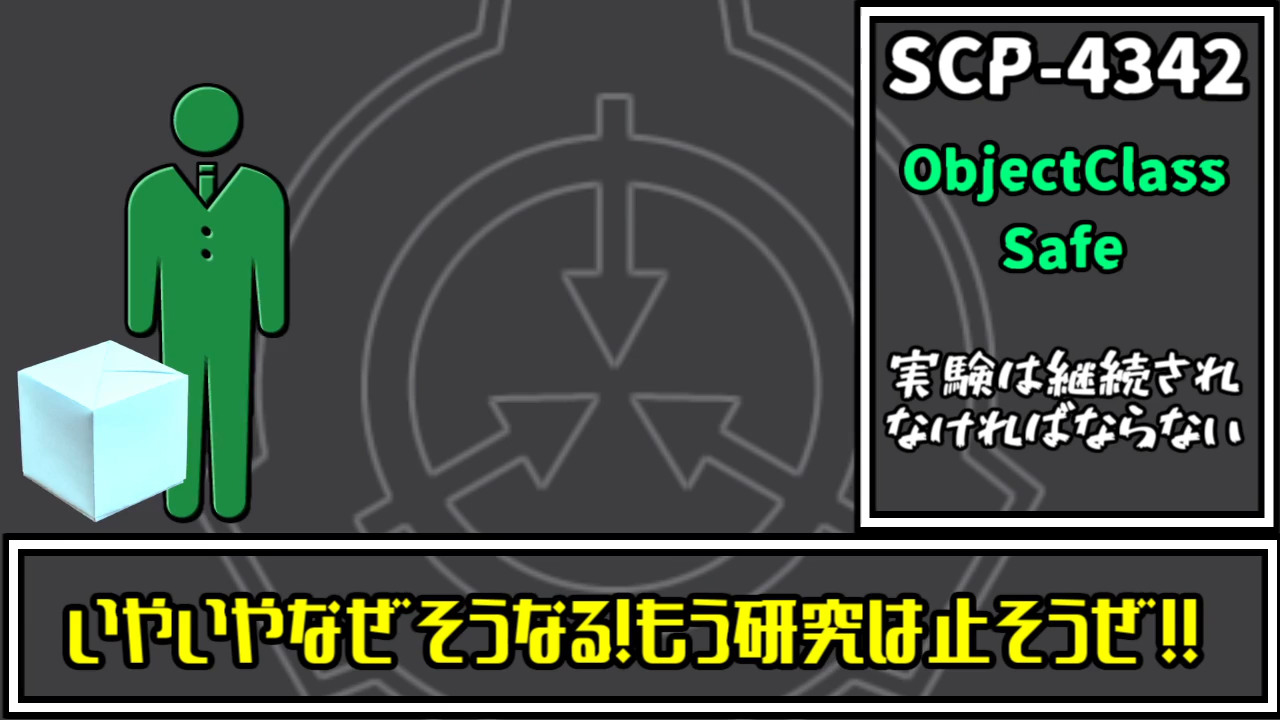 SCP-4342
ObjectClass
Safe
実験は継続され
なければならない
いやいやなぜそうなる!もう研究は止そうぜ!!